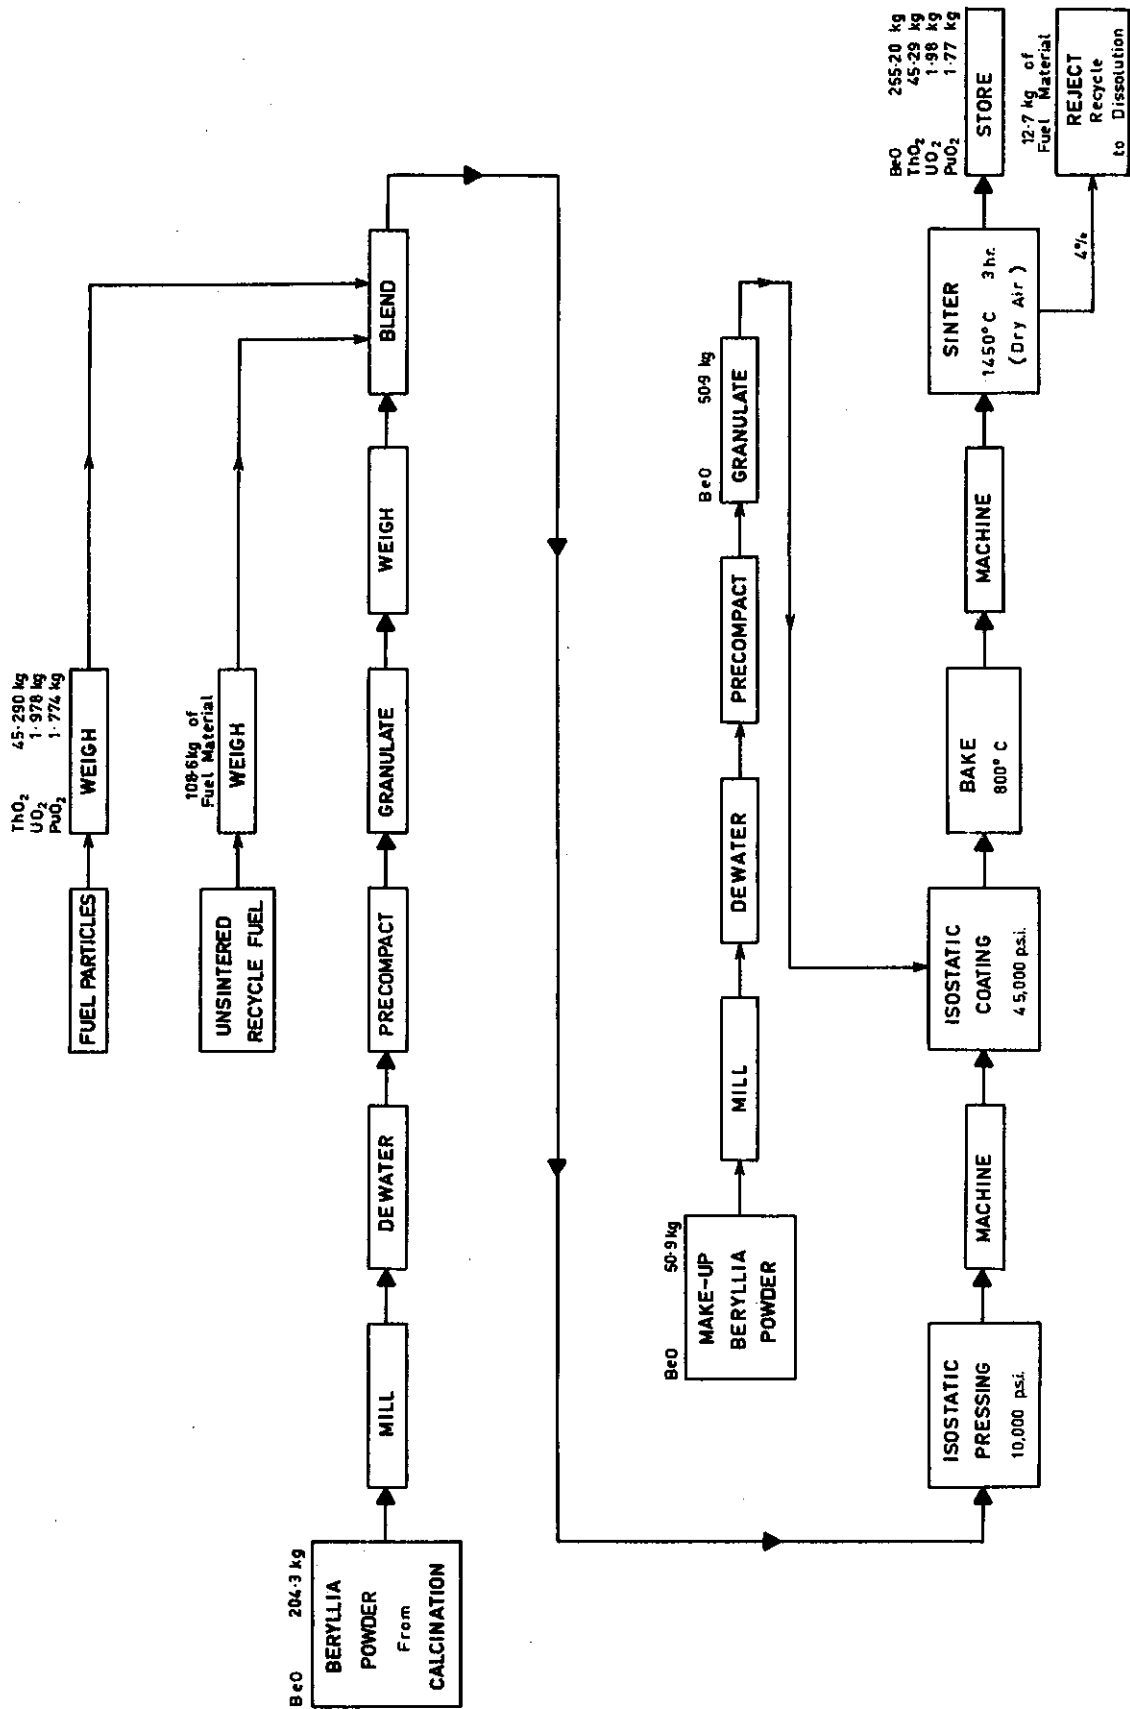 ThO2 45·290 kg
UO2 1·978 kg
PuO2 1·774 kg
FUEL PARTICLES
WEIGH
108·6kg of
Fuel Material
UNSINTERED
RECYCLE FUEL
WEIGH
BeO 204·3 kg
BERYLLIA
POWDER
From
CALCINATION
MILL
DEWATER
PRECOMPACT
GRANULATE
WEIGH
BLEND
BeO 50·9kg
MAKE-UP
BERYLLIA
POWDER
MILL
DEWATER
PRECOMPACT
BeO 50·9 kg
GRANULATE
ISOSTATIC
PRESSING
10,000 p.s.i.
MACHINE
ISOSTATIC
COATING
45,000 p.s.i.
BAKE
800° C
MACHINE
SINTER
1450° C 3 hr.
(Dry Air)
BeO 255·20 kg
ThO2 45·29 kg
UO2 1·98 kg
PuO2 1·77 kg
STORE
4%
12·7 kg of
Fuel Material
REJECT
Recycle
to Dissolution